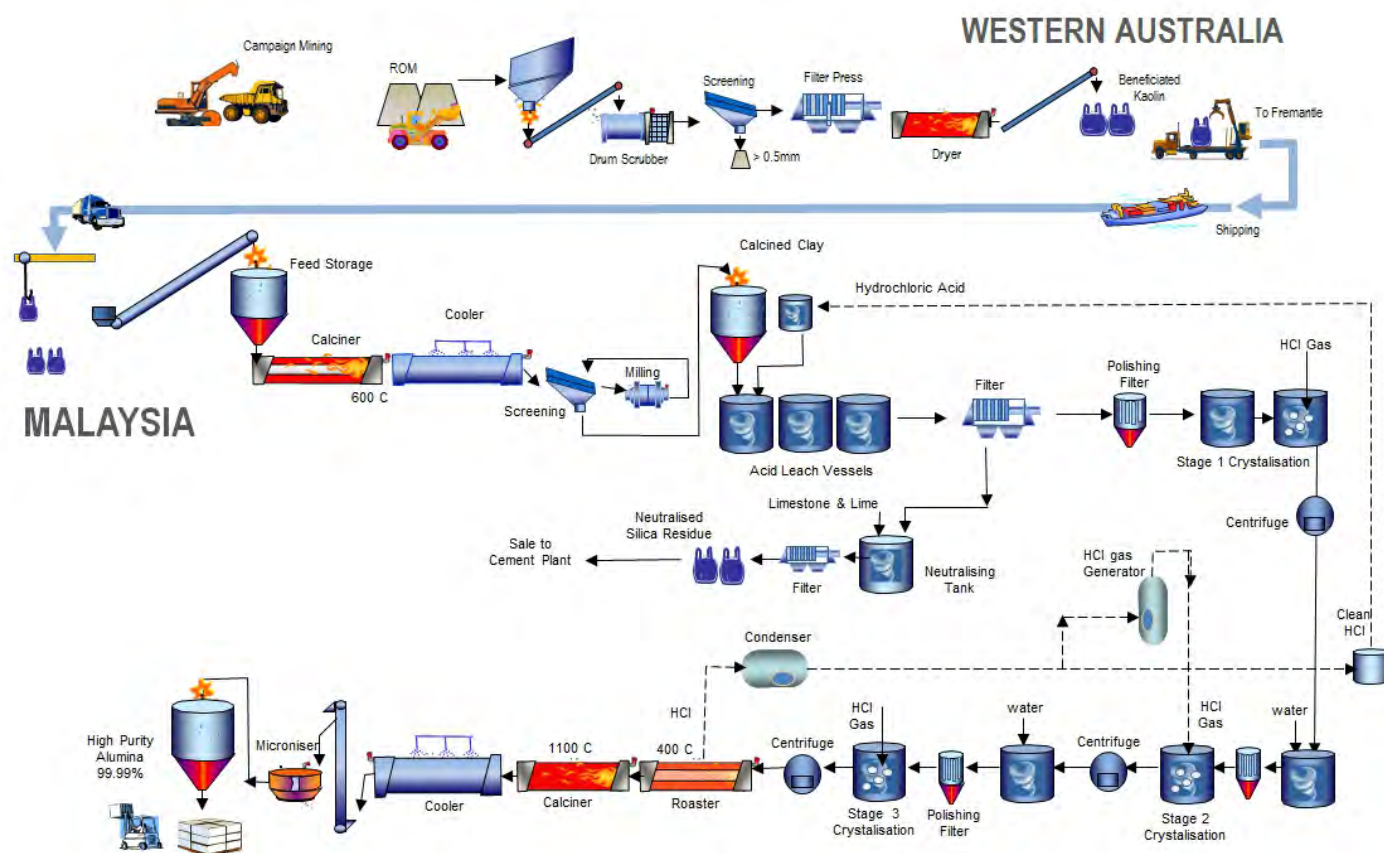 WESTERN AUSTRALIA
Campaign Mining
ROM
Screening
Filter Press
Beneficiated
Kaolin
To Fremantle
Drum Scrubber
> 0.5mm
Dryer
Shipping
Feed Storage
Calcined Clay
Hydrochloric Acid
Calciner
Cooler
600 C
Screening
Milling
MALAYSIA
Filter
Polishing
Filter
HCl Gas
Acid Leach Vessels
Stage 1 Crystalisation
Limestone & Lime
Centrifuge
Neutralised
Silica Residue
Sale to
Cement Plant
Filter
Neutralising
Tank
HCl gas
Generator
Clean
HCl
Condenser
HCl
HCl
Gas
water
HCl
Gas
water
High Purity
Alumina
99.99%
Microniser
1100 C
400 C
Centrifuge
Centrifuge
Cooler
Calciner
Roaster
Stage 3
Crystalisation
Polishing
Filter
Stage 2
Crystalisation